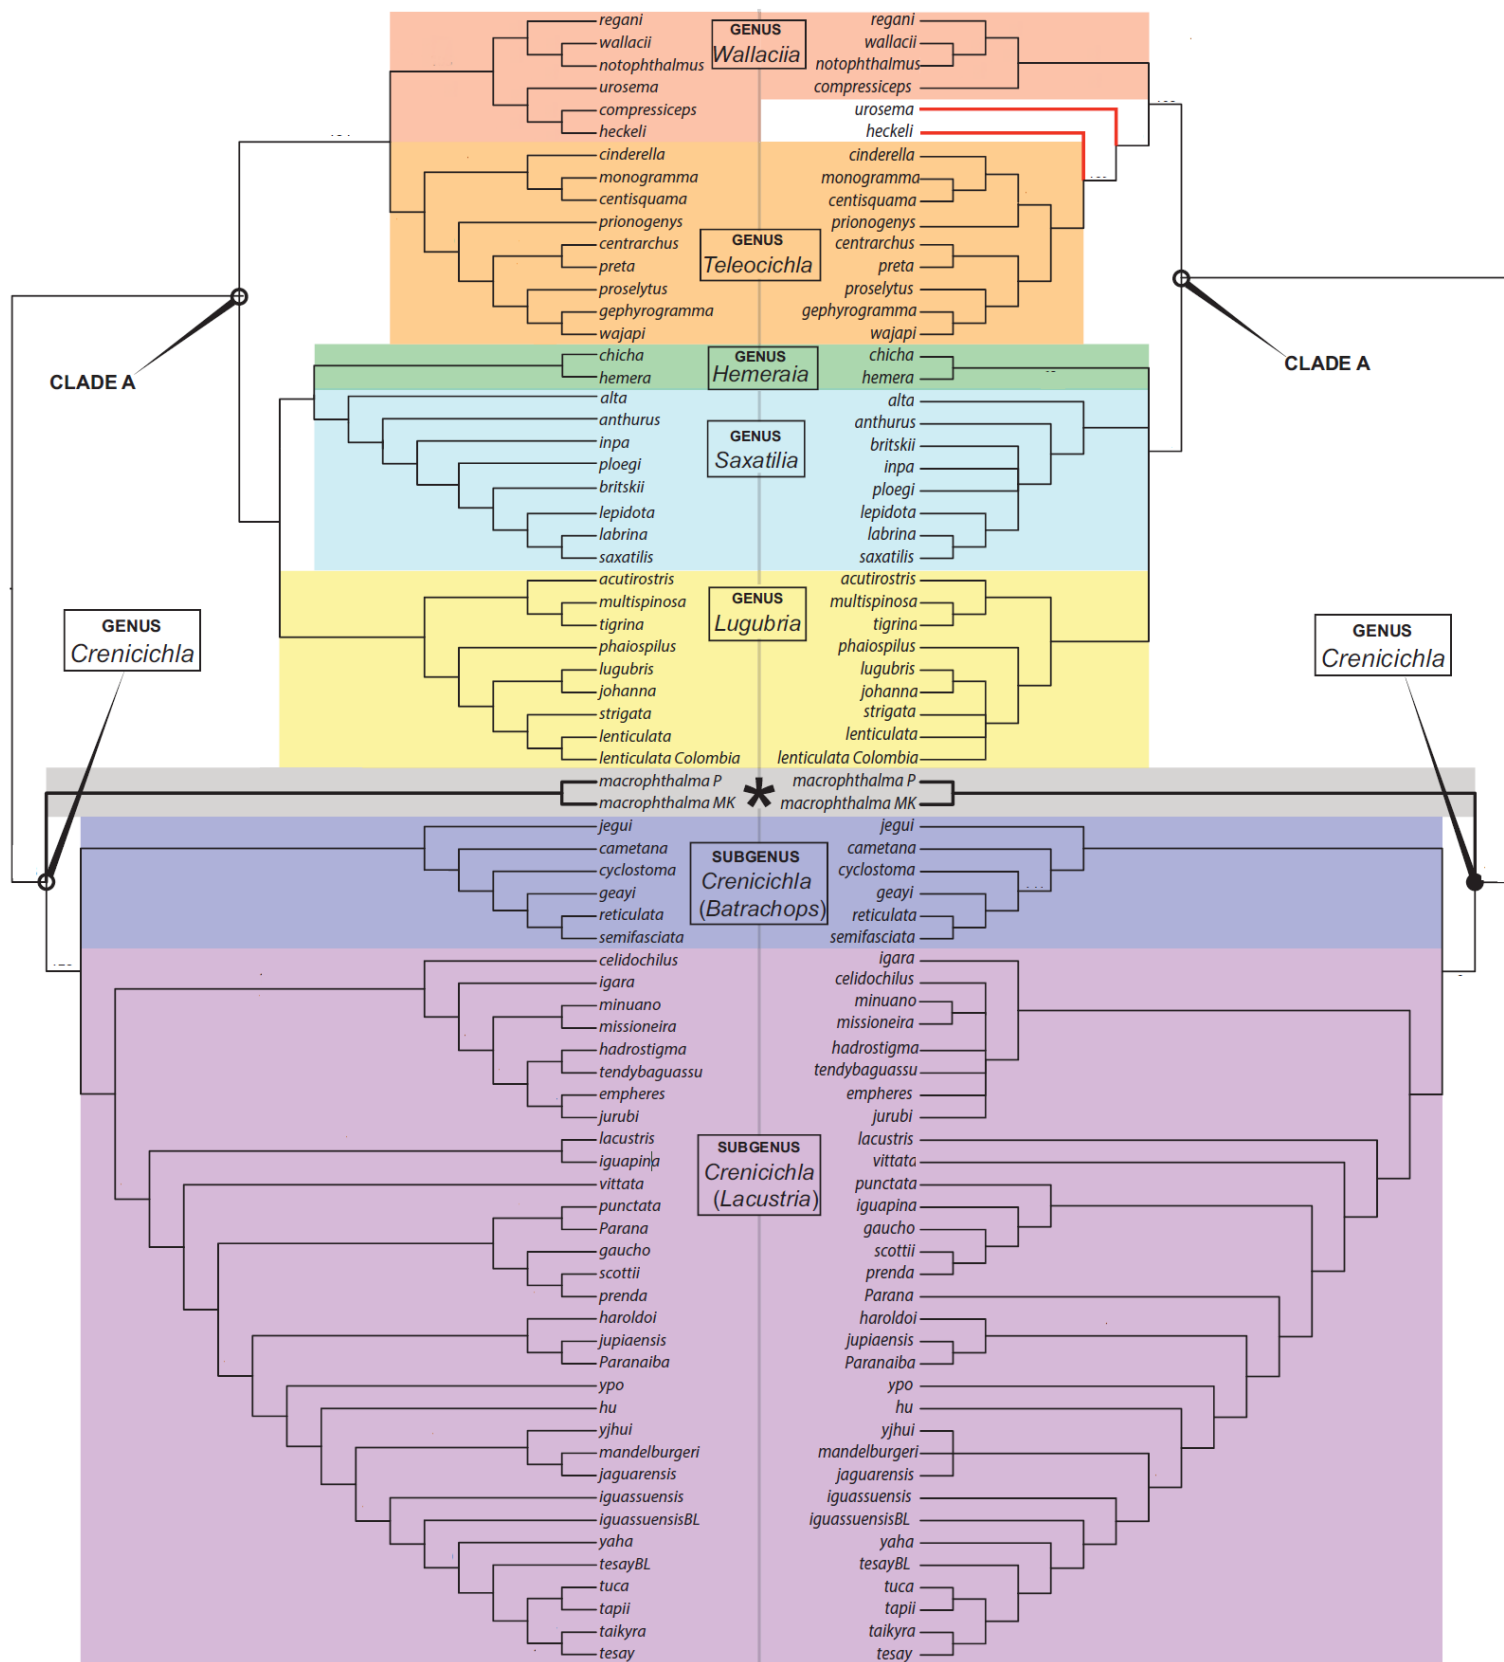 GENUS
Wallaciia
regani
wallacii
notophthalmus
urosema
compressiceps
heckeli
regani
wallacii
notophthalmus
compressiceps
urosema
heckeli
GENUS
Teleocichla
cinderella
monogramma
centisquama
prionogenys
centrarchus
preta
proselytus
gephyrogramma
wajapi
cinderella
monogramma
centisquama
prionogenys
centrarchus
preta
proselytus
gephyrogramma
wajapi
CLADE A
CLADE A
GENUS
Hemeraia
chicha
hemera
chicha
hemera
GENUS
Saxatilia
alta
anthurus
inpa
ploegi
britskii
lepidota
labrina
saxatilis
alta
anthurus
britskii
inpa
ploegi
lepidota
labrina
saxatilis
GENUS
Lugubria
acutirostris
multispinosa
tigrina
phaiospilus
lugubris
johanna
strigata
lenticulata
lenticulata Colombia
acutirostris
multispinosa
tigrina
phaiospilus
lugubris
johanna
strigata
lenticulata
lenticulata Colombia
GENUS
Crenicichla
GENUS
Crenicichla
macrophthalma P
macrophthalma MK
*
macrophthalma P
macrophthalma MK
SUBGENUS
Crenicichla
(Batrachops)
jegui
cametana
cyclostoma
geayi
reticulata
semifasciata
jegui
cametana
cyclostoma
geayi
reticulata
semifasciata
SUBGENUS
Crenicichla
(Lacustria)
celidochilus
igara
minuano
missioneira
hadrostigma
tendybaguassu
empheres
jurubi
lacustris
iguapina
vittata
punctata
Parana
gaucho
scottii
prenda
haroldoi
jupiaensis
Paranaiba
ypo
hu
yjhui
mandelburgeri
jaguarensis
iguassuensis
iguassuensisBL
yaha
tesayBL
tuca
tapii
taikyra
tesay
igara
celidochilus
minuano
missioneira
hadrostigma
tendybaguassu
empheres
jurubi
lacustris
vittata
punctata
iguapina
gaucho
scottii
prenda
Parana
haroldoi
jupiaensis
Paranaiba
ypo
hu
yjhui
mandelburgeri
jaguarensis
iguassuensis
iguassuensisBL
yaha
tesayBL
tuca
tapii
taikyra
tesay